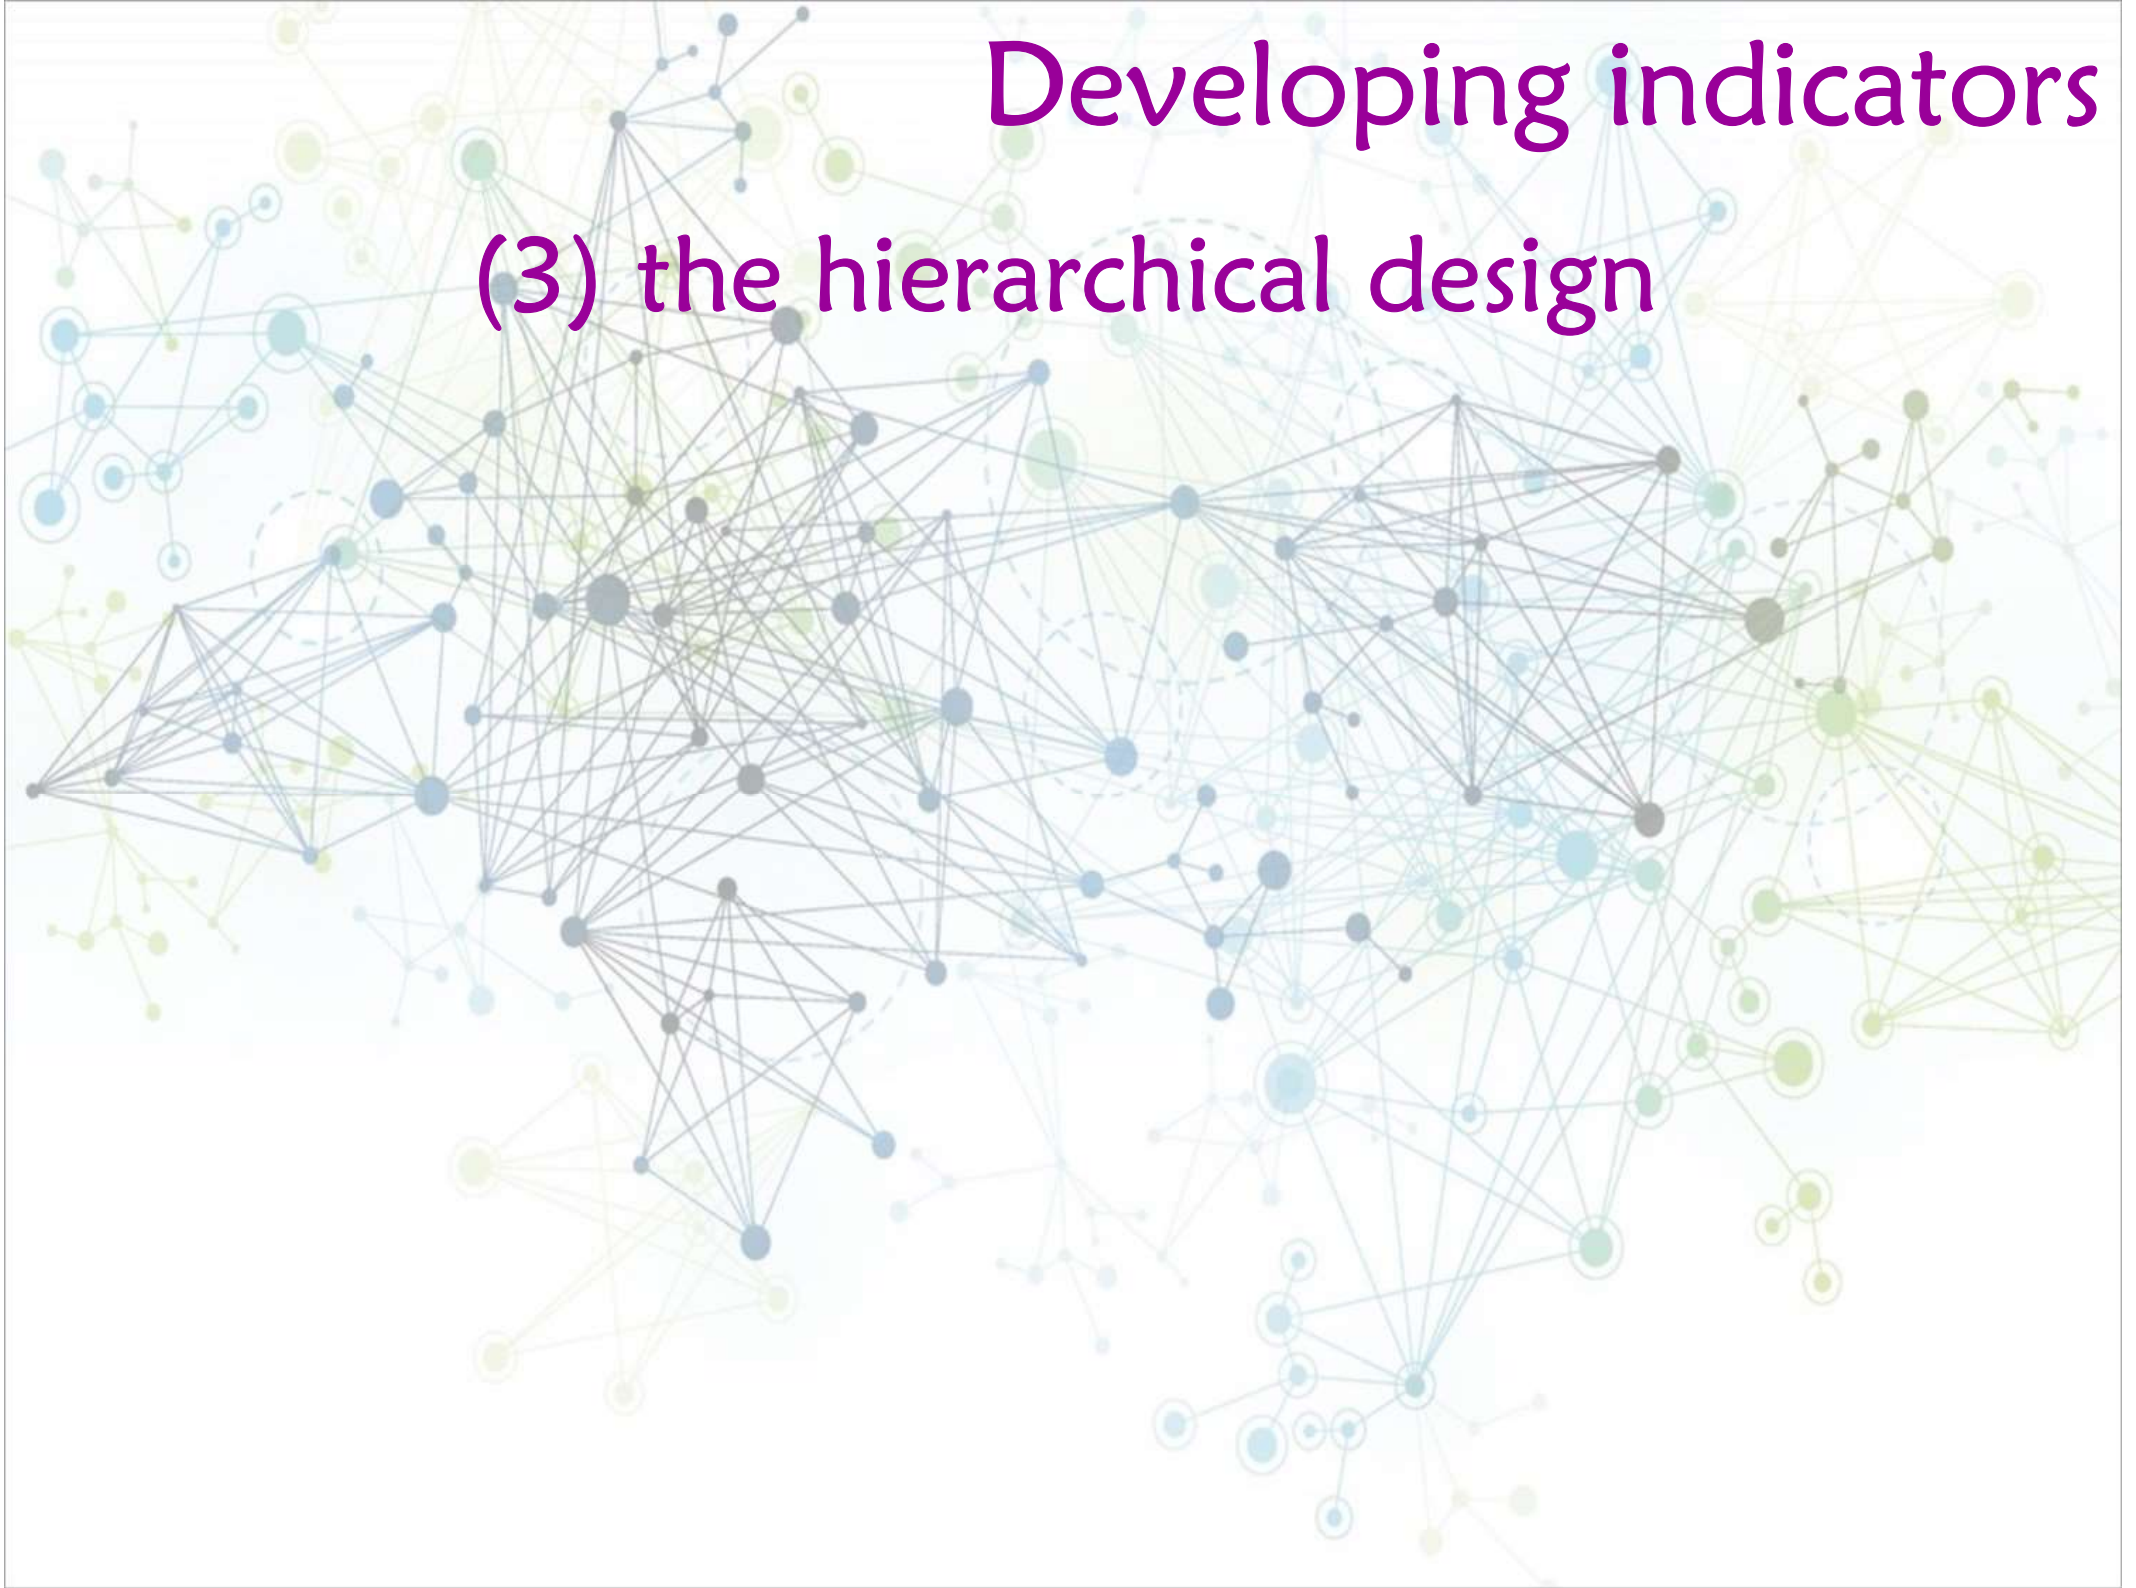 Developing indicators
(3) the hierarchical design